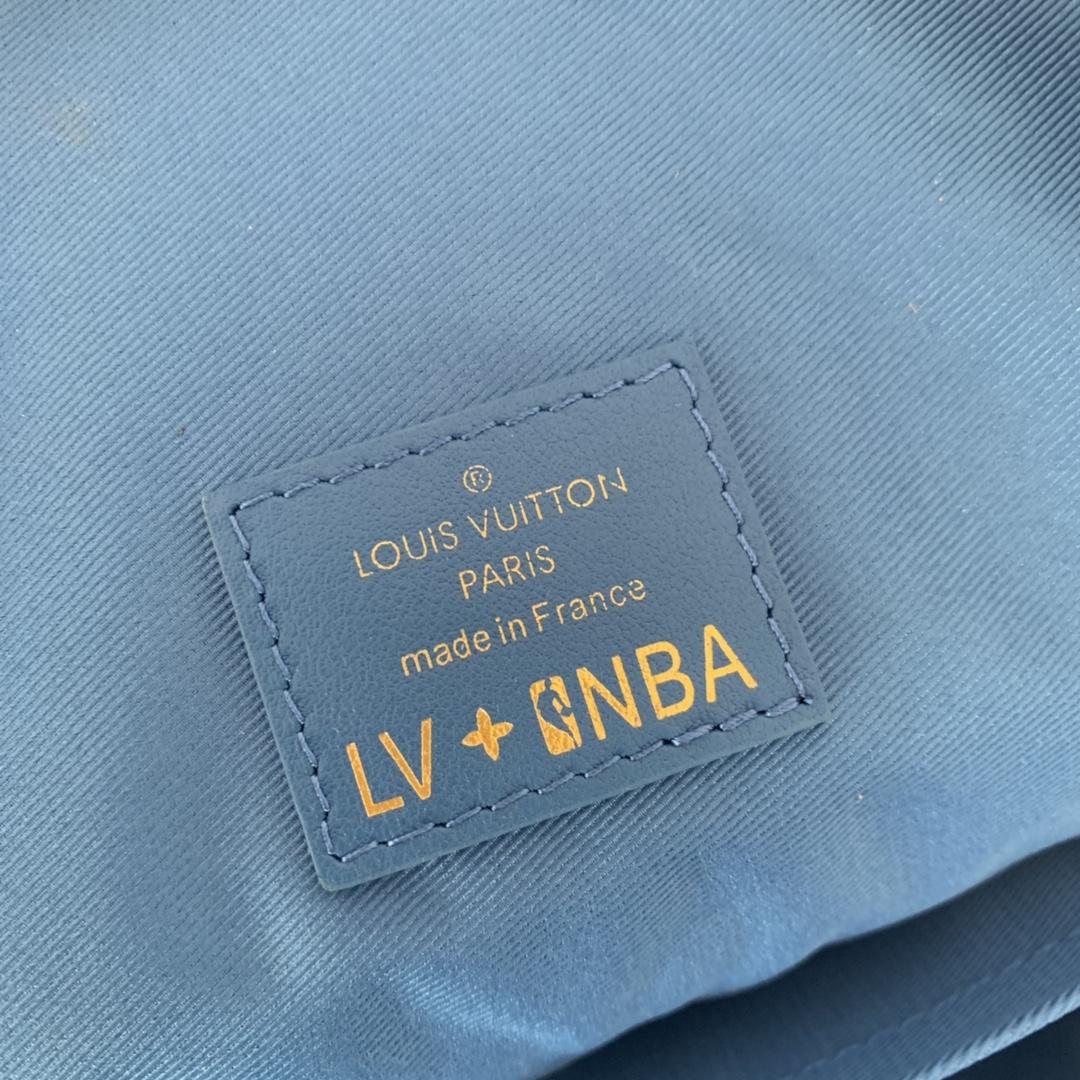 ®
LOUIS VUITTON
PARIS
made in France
LV + NBA